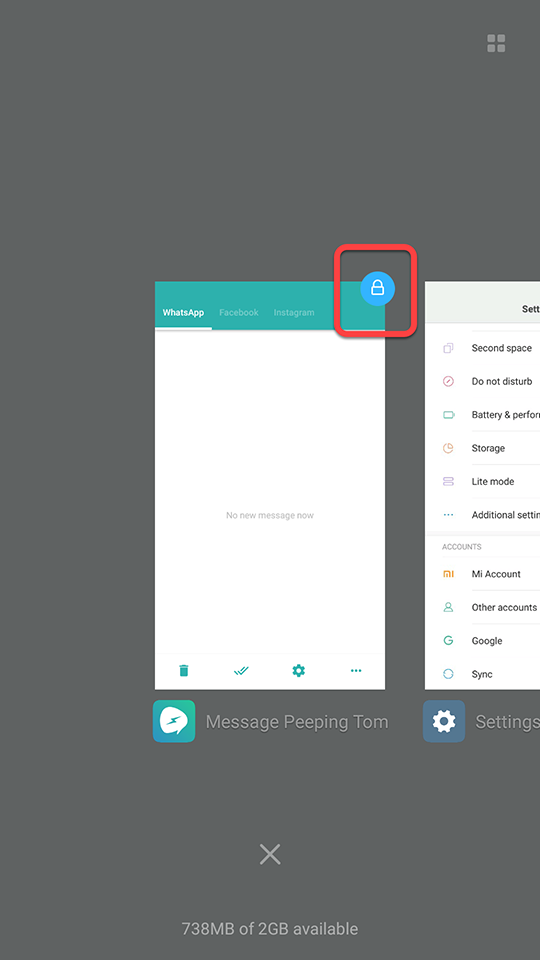 WhatsApp Facebook Instagram
No new message now
Message Peeping Tom
Sett
Second space
Do not disturb
Battery & perfor
Storage
Lite mode
Additional settin
ACCOUNTS
Mi Account
Other accounts
Google
Sync
Settings
738MB of 2GB available